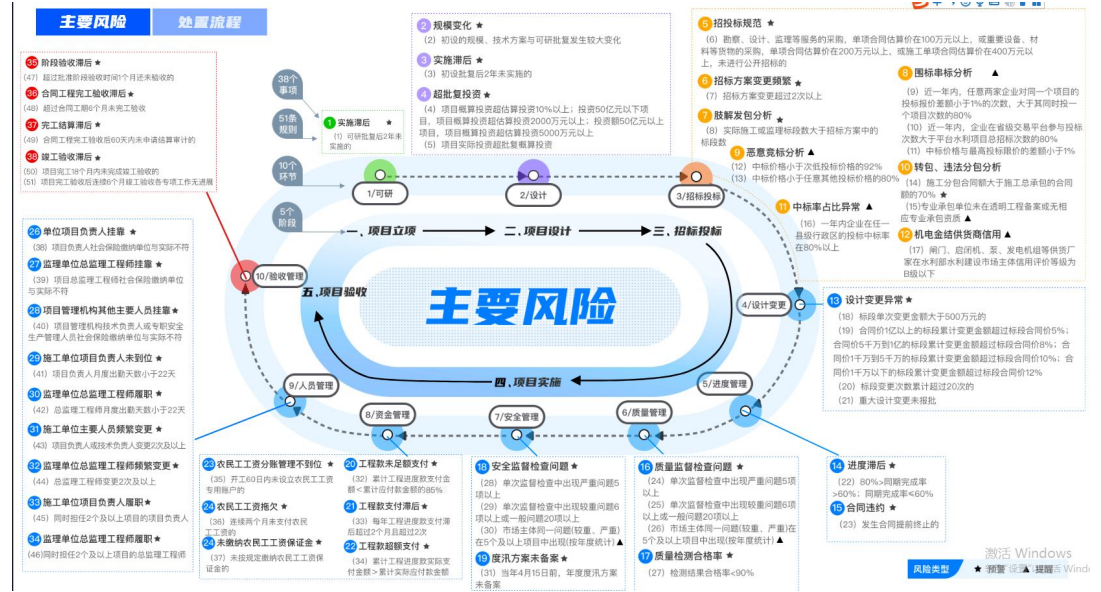 主要风险
处置流程
35 阶段验收滞后 ★
(47) 超过批准阶段验收时间1个月还未验收的
36 合同工程完工验收滞后 ★
(48) 超过合同工期6个月未完工验收
37 完工结算滞后 ★
(49) 合同工程完工验收后60天内未申请结算审计的
38 竣工验收滞后 ★
(50) 项目完工18个月内未完成竣工验收的
(51) 项目完工验收后连续6个月竣工验收各专项工作无进展
38个
事项
51条
规则
10个
环节
5个
阶段
1 实施滞后 ★
(1) 可研批复后2年未
实施的
2 规模变化 ★
(2) 初设的规模、技术方案与可研批复发生较大变化
3 实施滞后 ★
(3) 初设批复后2年未实施的
4 超批复投资 ★
(4) 项目概算投资超估算投资10%以上；投资50亿元以下项
目，项目概算投资超估算投资2000万元以上；投资额50亿元以上
项目，项目概算投资超估算投资5000万元以上
(5) 项目实际投资超批复概算投资
5 招投标规范 ★
(6) 勘察、设计、监理等服务的采购，单项合同估算价在100万元以上，或重要设备、材
料等货物的采购，单项合同估算价在200万元以上，或施工单项合同估算价在400万元以
上，未进行公开招标的
6 招标方案变更频繁 ★
(7) 招标方案变更超过2次以上
7 肢解发包分析 ★
(8) 实际施工或监理标段数大于招标方案中的
标段数
8 围标串标分析 ▲
(9) 近一年内，任意两家企业对同一个项目的
投标报价差额小于1%的次数，大于其同时投一
个项目次数的80%
(10) 近一年内，企业在省级交易平台参与投标
次数大于平台水利项目总招标次数的80%
(11) 中标价格与最高投标限价的差额小于1%
9 恶意竞标分析 ▲
(12) 中标价格小于次低投标价格的92%
(13) 中标价格小于任意其他投标价格的80%
10 转包、违法分包分析
(14) 施工分包合同额大于施工总承包的合同
额的70% ★
(15)专业承包单位未在透明工程备案或无相
应专业承包资质 ▲
11 中标率占比异常 ▲
(16) 一年内企业在任一
县级行政区的投标中标率
在80%以上
12 机电金结供货商信用 ▲
(17) 闸门、启闭机、泵、发电机组等供货厂
家在水利部水利建设市场主体信用评价等级为
B级以下
1/可研
2/设计
3/招标投标
一、项目立项
二、项目设计
三、招标投标
10/验收管理
五、项目验收
主要风险
4/设计变更
四、项目实施
5/进度管理
9/人员管理
8/资金管理
7/安全管理
6/质量管理
13 设计变更异常 ★
(18) 标段单次变更金额大于500万元的
(19) 合同价1亿以上的标段累计变更金额超过标段合同价5%；
合同价5千万到1亿的标段累计变更金额超过标段合同价8%；合
同价1千万到5千万的标段累计变更金额超过标段合同价10%；合
同价1千万以下的标段累计变更金额超过标段合同价12%
(20) 标段变更次数累计超过20次的
(21) 重大设计变更未报批
26 单位项目负责人挂靠 ★
(38) 项目负责人社会保险缴纳单位与实际不符
27 监理单位总监理工程师挂靠 ★
(39) 项目总监理工程师社会保险缴纳单位
与实际不符
28 项目管理机构其他主要人员挂靠 ★
(40) 项目管理机构技术负责人或专职安全
生产管理人员社会保险缴纳单位与实际不符
29 施工单位项目负责人未到位 ★
(41) 项目负责人月度出勤天数小于22天
30 监理单位总监理工程师履职 ★
(42) 总监理工程师月度出勤天数小于22天
31 施工单位主要人员频繁变更 ★
(43) 项目负责人或技术负责人变更2次及以上
32 监理单位总监理工程师频繁变更 ★
(44) 总监理工程师变更2次及以上
33 施工单位项目负责人履职 ★
(45) 同时担任2个及以上项目的项目负责人
34 监理单位总监理工程师履职 ★
(46)同时担任2个及以上项目的总监理工程师
23 农民工工资分账管理不到位 ★
(35) 开工60日内未设立农民工工资
专用账户的
24 农民工工资拖欠 ★
(36) 连续两个月未支付农民
工工资的
24 未缴纳农民工工资保证金 ★
(37) 未按规定缴纳农民工工资保
证金的
20 工程款未足额支付 ★
(32) 累计工程进度款支付金
额＜累计应付款金额的85%
21 工程款支付滞后 ★
(33) 每年工程进度款支付滞
后超过2个月且超过2次
22 工程款超额支付 ★
(34) 累计工程进度款实际支
付金额＞累计实际应付款金额
18 安全监督检查问题 ★
(28) 单次监督检查中出现严重问题5
项以上
(29) 单次监督检查中出现较重问题6
项以上或一般问题20项以上
(30) 市场主体同一问题(较重、严重)
在5个及以上项目中出现(按年度统计) ▲
19 度汛方案未备案 ★
(31) 当年4月15日前，年度度汛方案
未备案
16 质量监督检查问题 ★
(24) 单次监督检查中出现严重问题5项
以上
(25) 单次监督检查中出现较重问题6项
以上或一般问题20项以上
(26) 市场主体同一问题(较重、严重)在
5个及以上项目中出现(按年度统计) ▲
17 质量检测合格率 ★
(27) 检测结果合格率<90%
14 进度滞后 ★
(22) 80%>同期完成率
>60%；同期完成率≤60%
15 合同违约 ★
(23) 发生合同提前终止的
风险类型 ★ 预警 ▲ 提醒
激活 Windows